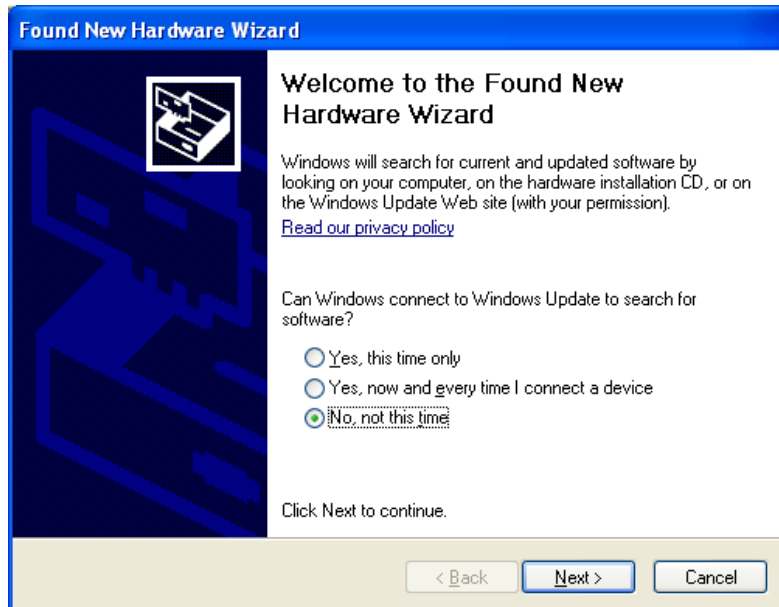 Found New Hardware Wizard
Welcome to the Found New
Hardware Wizard
Windows will search for current and updated software by
looking on your computer, on the hardware installation CD, or on
the Windows Update Web site (with your permission).
Read our privacy policy
Can Windows connect to Windows Update to search for
software?
Yes, this time only
Yes, now and every time I connect a device
No, not this time
Click Next to continue.
< Back
Next >
Cancel